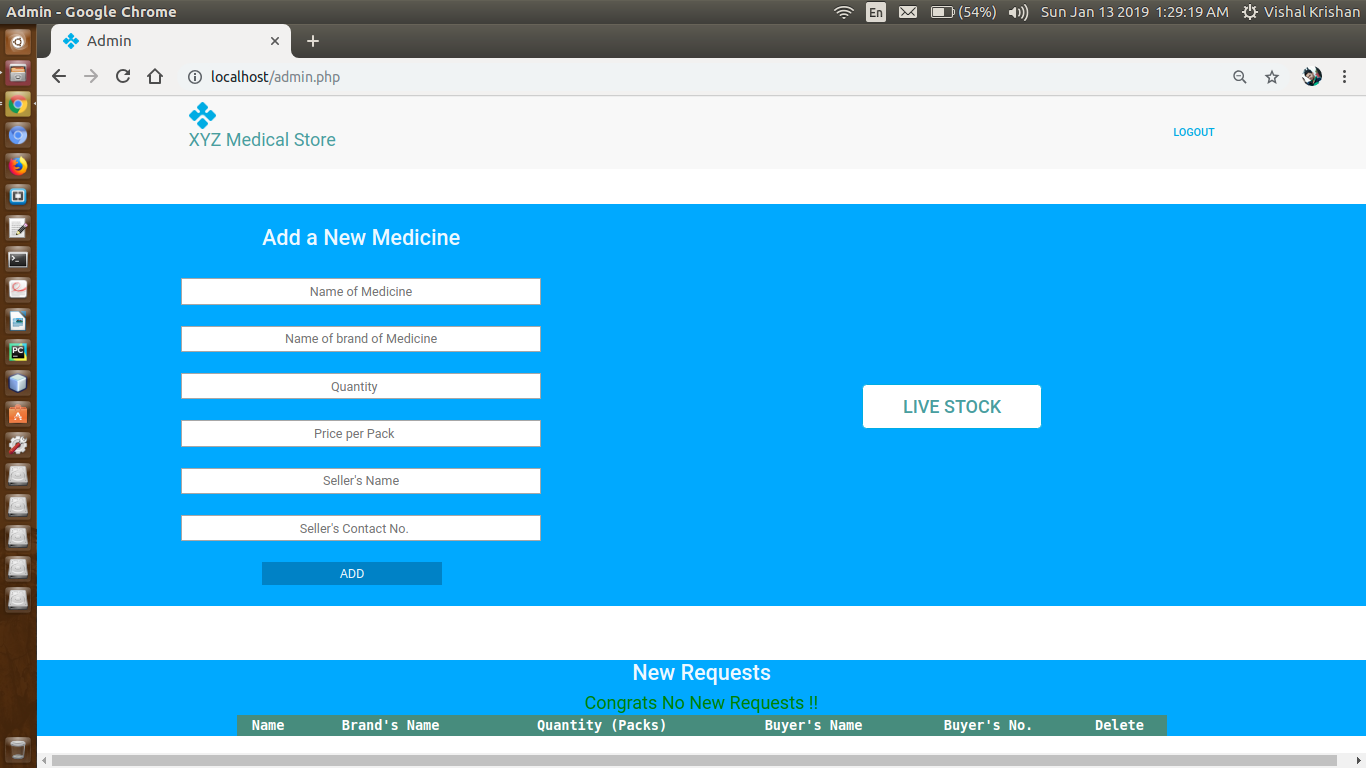 Admin - Google Chrome
En
(54%)
Sun Jan 13 2019 1:29:19 AM
Vishal Krishan
Admin
localhost/admin.php
XYZ Medical Store
LOGOUT
Add a New Medicine
Name of Medicine
Name of brand of Medicine
Quantity
Price per Pack
Seller's Name
Seller's Contact No.
ADD
LIVE STOCK
New Requests
Congrats No New Requests !!
Name Brand's Name Quantity (Packs) Buyer's Name Buyer's No. Delete
PC